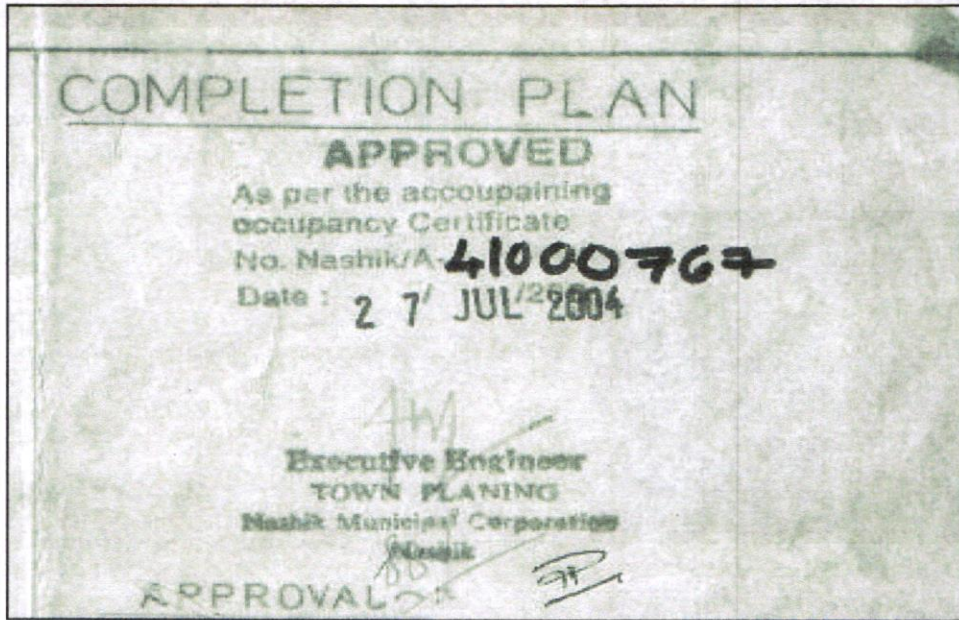 COMPLETION PLAN
APPROVED
As per the accoupaining
occupancy Certificate
No. Nashik/A-41000767
Date : 27/ JUL /2004
Executive Engineer
TOWN PLANING
Nashik Municipal Corporation
Nashik
APPROVAL